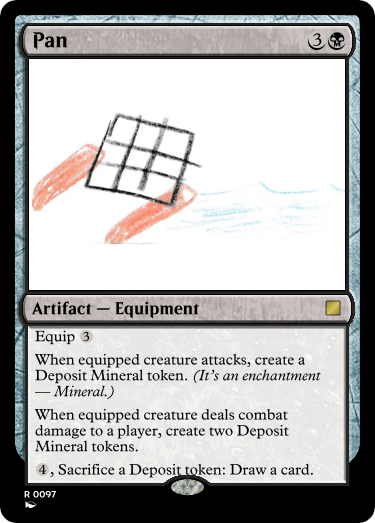 Pan 3
Artifact — Equipment
Equip 3
When equipped creature attacks, create a
Deposit Mineral token. (It's an enchantment
— Mineral.)
When equipped creature deals combat
damage to a player, create two Deposit
Mineral tokens.
4, Sacrifice a Deposit token: Draw a card.
R 0097